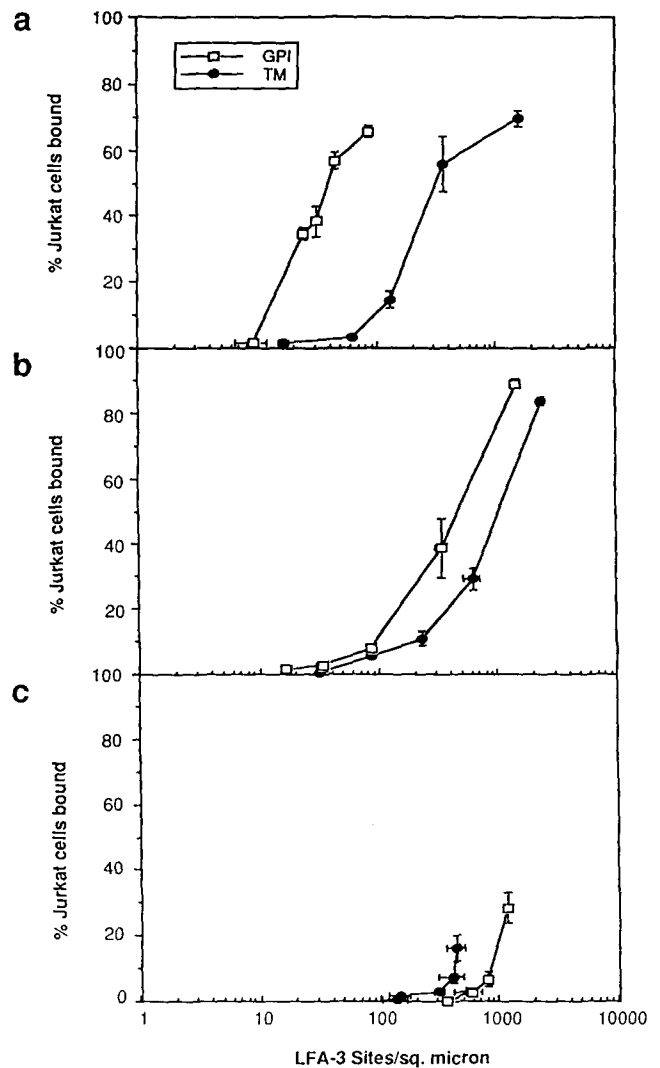 a
100
80
60
40
20
% Jurkat cells bound
GPI
TM
b
100
80
60
40
20
% Jurkat cells bound
c
100
80
60
40
20
0
% Jurkat cells bound
1 10 100 1000 10000
LFA-3 Sites/sq. micron